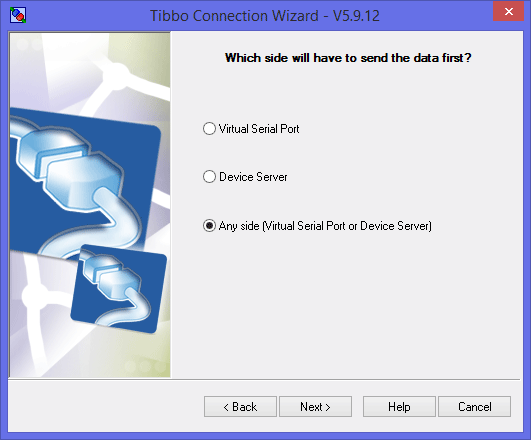 Tibbo Connection Wizard - V5.9.12
Which side will have to send the data first?
Virtual Serial Port
Device Server
Any side (Virtual Serial Port or Device Server)
< Back
Next >
Help
Cancel